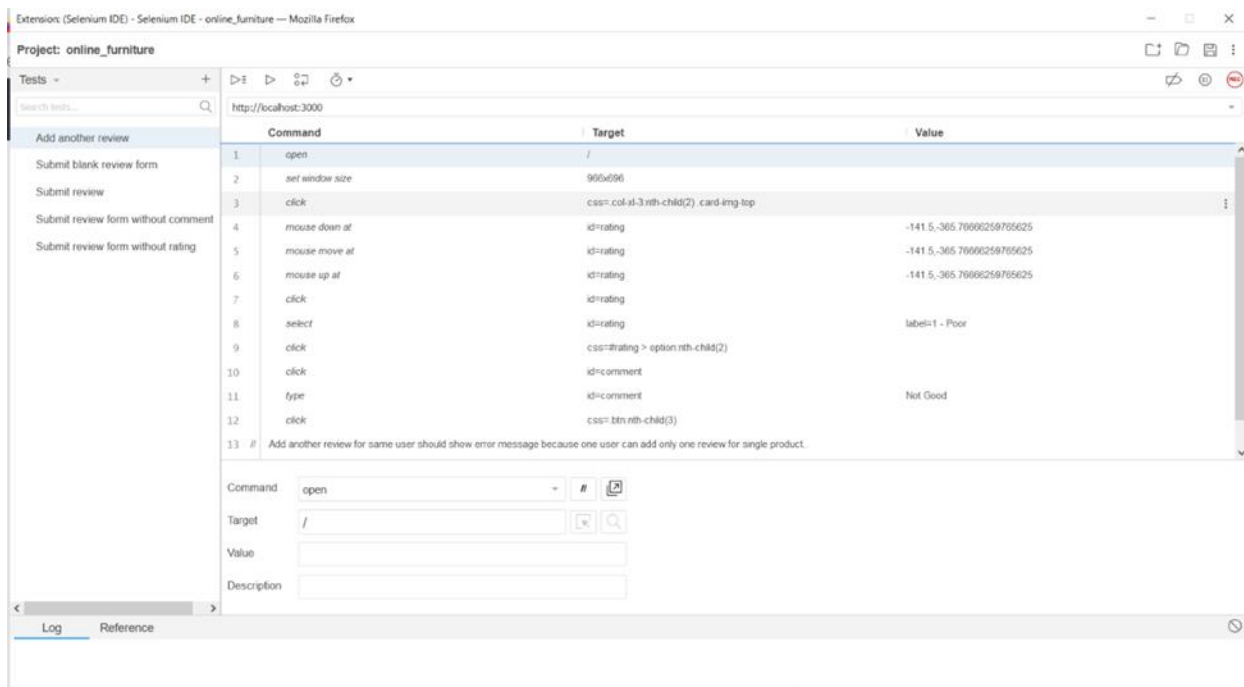 Extension: (Selenium IDE) - Selenium IDE - online_furniture — Mozilla Firefox
Project: online_furniture
Tests
Search tests...
http://localhost:3000
Add another review
Submit blank review form
Submit review
Submit review form without comment
Submit review form without rating
Command Target Value
1 open /
2 set window size 966x696
3 click css=.col-xl-3:nth-child(2) .card-img-top
4 mouse down at id=rating -141.5,-365.76666259765625
5 mouse move at id=rating -141.5,-365.76666259765625
6 mouse up at id=rating -141.5,-365.76666259765625
7 click id=rating
8 select id=rating label=1 - Poor
9 click css=#rating > option:nth-child(2)
10 click id=comment
11 type id=comment Not Good
12 click css=.btn:nth-child(3)
13 // Add another review for same user should show error message because one user can add only one review for single product.
Command open //
Target /
Value
Description
Log Reference